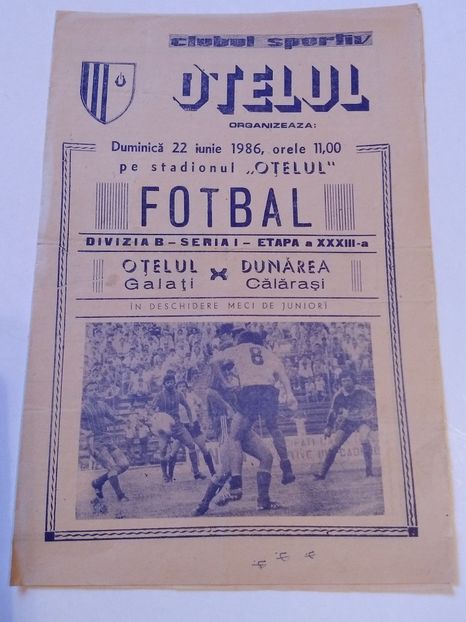 clubul sportiv
OȚELUL
ORGANIZEAZA:
Duminică 22 iunie 1986, orele 11,00
pe stadionul „OȚELUL"
FOTBAL
DIVIZIA B - SERIA I - ETAPA a XXXIII-a
OȚELUL x DUNĂREA
Galați Călărași
ÎN DESCHIDERE MECI DE JUNIORI
8